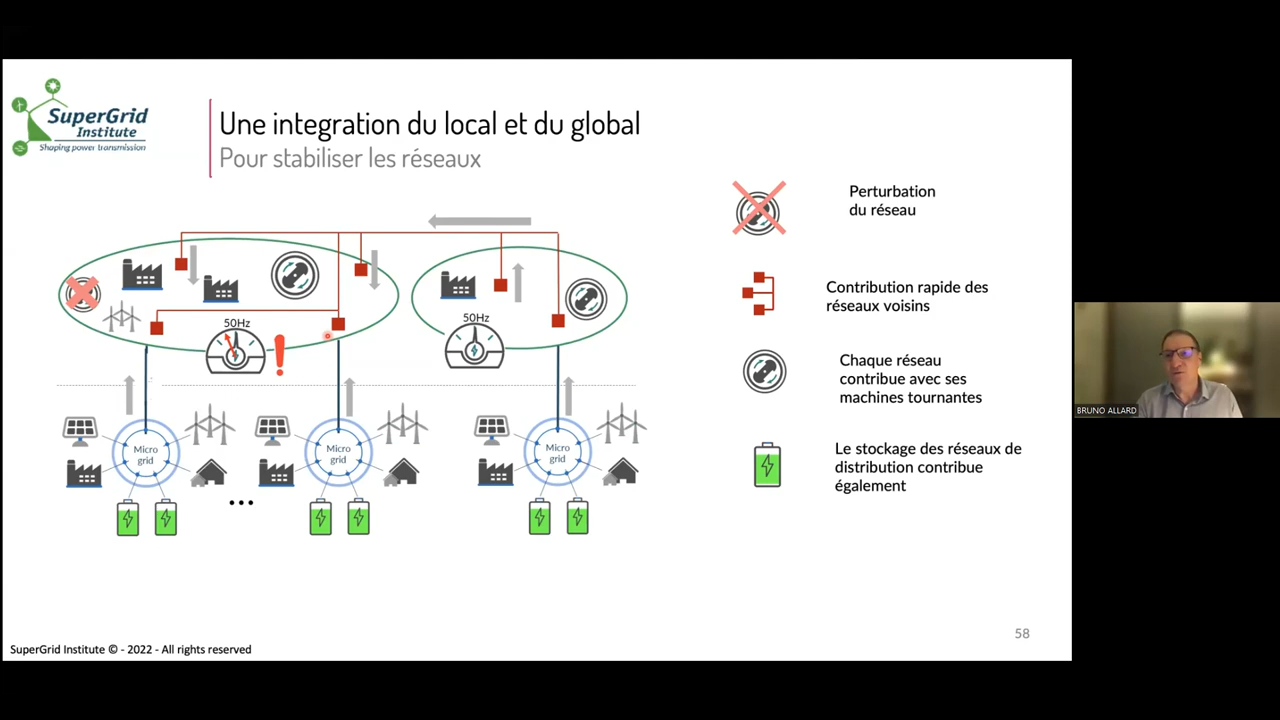 SuperGrid
Institute
Shaping power transmission
Une integration du local et du global
Pour stabiliser les réseaux
Perturbation
du réseau
Contribution rapide des
réseaux voisins
Chaque réseau
contribue avec ses
machines tournantes
Le stockage des réseaux de
distribution contribue
également
50Hz
50Hz
!
Micro
grid
Micro
grid
Micro
grid
...
BRUNO ALLARD
58
SuperGrid Institute © - 2022 - All rights reserved